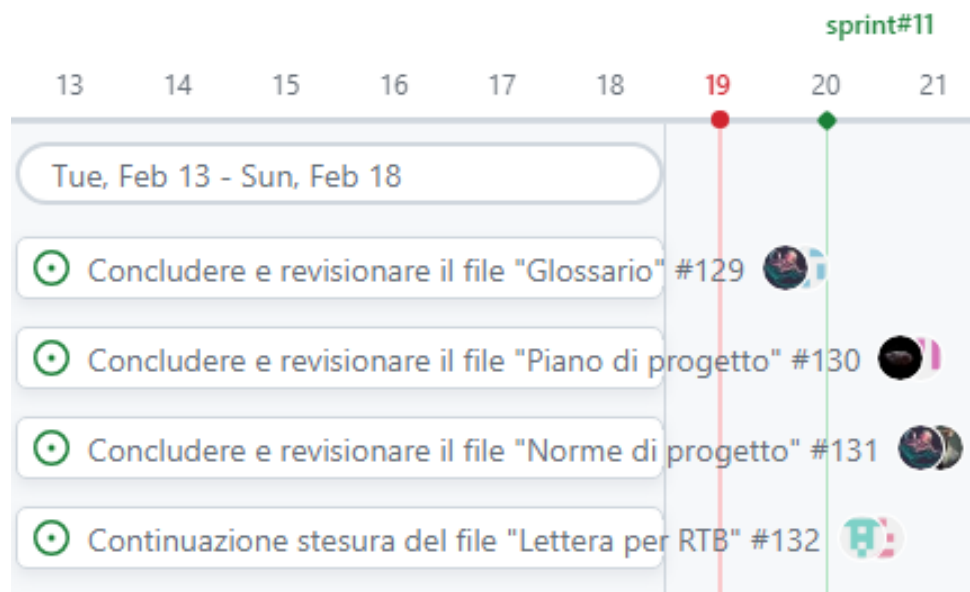 sprint#11
13 14 15 16 17 18 19 20 21
Tue, Feb 13 - Sun, Feb 18
Concludere e revisionare il file "Glossario" #129
Concludere e revisionare il file "Piano di progetto" #130
Concludere e revisionare il file "Norme di progetto" #131
Continuazione stesura del file "Lettera per RTB" #132